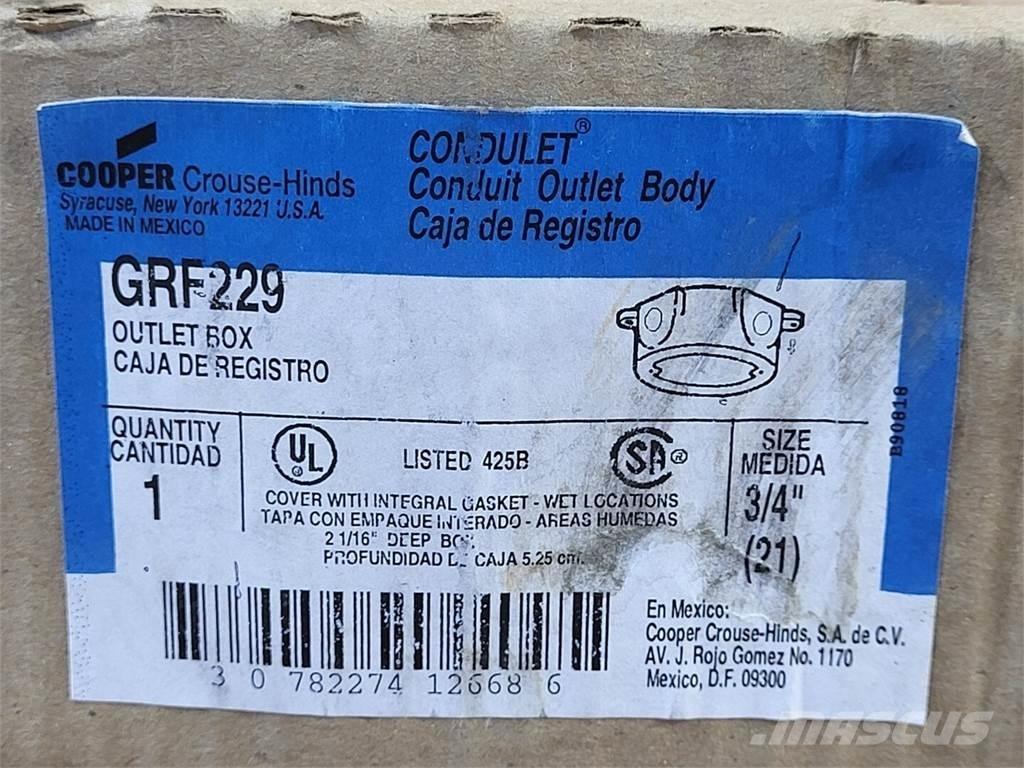 COOPER Crouse-Hinds
Syracuse, New York 13221 U.S.A.
MADE IN MEXICO
CONDULET®
Conduit Outlet Body
Caja de Registro
GRF229
OUTLET BOX
CAJA DE REGISTRO
B90818
QUANTITY
CANTIDAD
1
UL
LISTED 425B
SA®
COVER WITH INTEGRAL GASKET - WET LOCATIONS
TAPA CON EMPAQUE INTERADO - AREAS HUMEDAS
2 1/16" DEEP BOX
PROFUNDIDAD DE CAJA 5.25 cm.
SIZE
MEDIDA
3/4"
(21)
3 0 782274 12668 6
En Mexico:
Cooper Crouse-Hinds, S.A. de C.V.
AV. J. Rojo Gomez No. 1170
Mexico, D.F. 09300
MASCUS